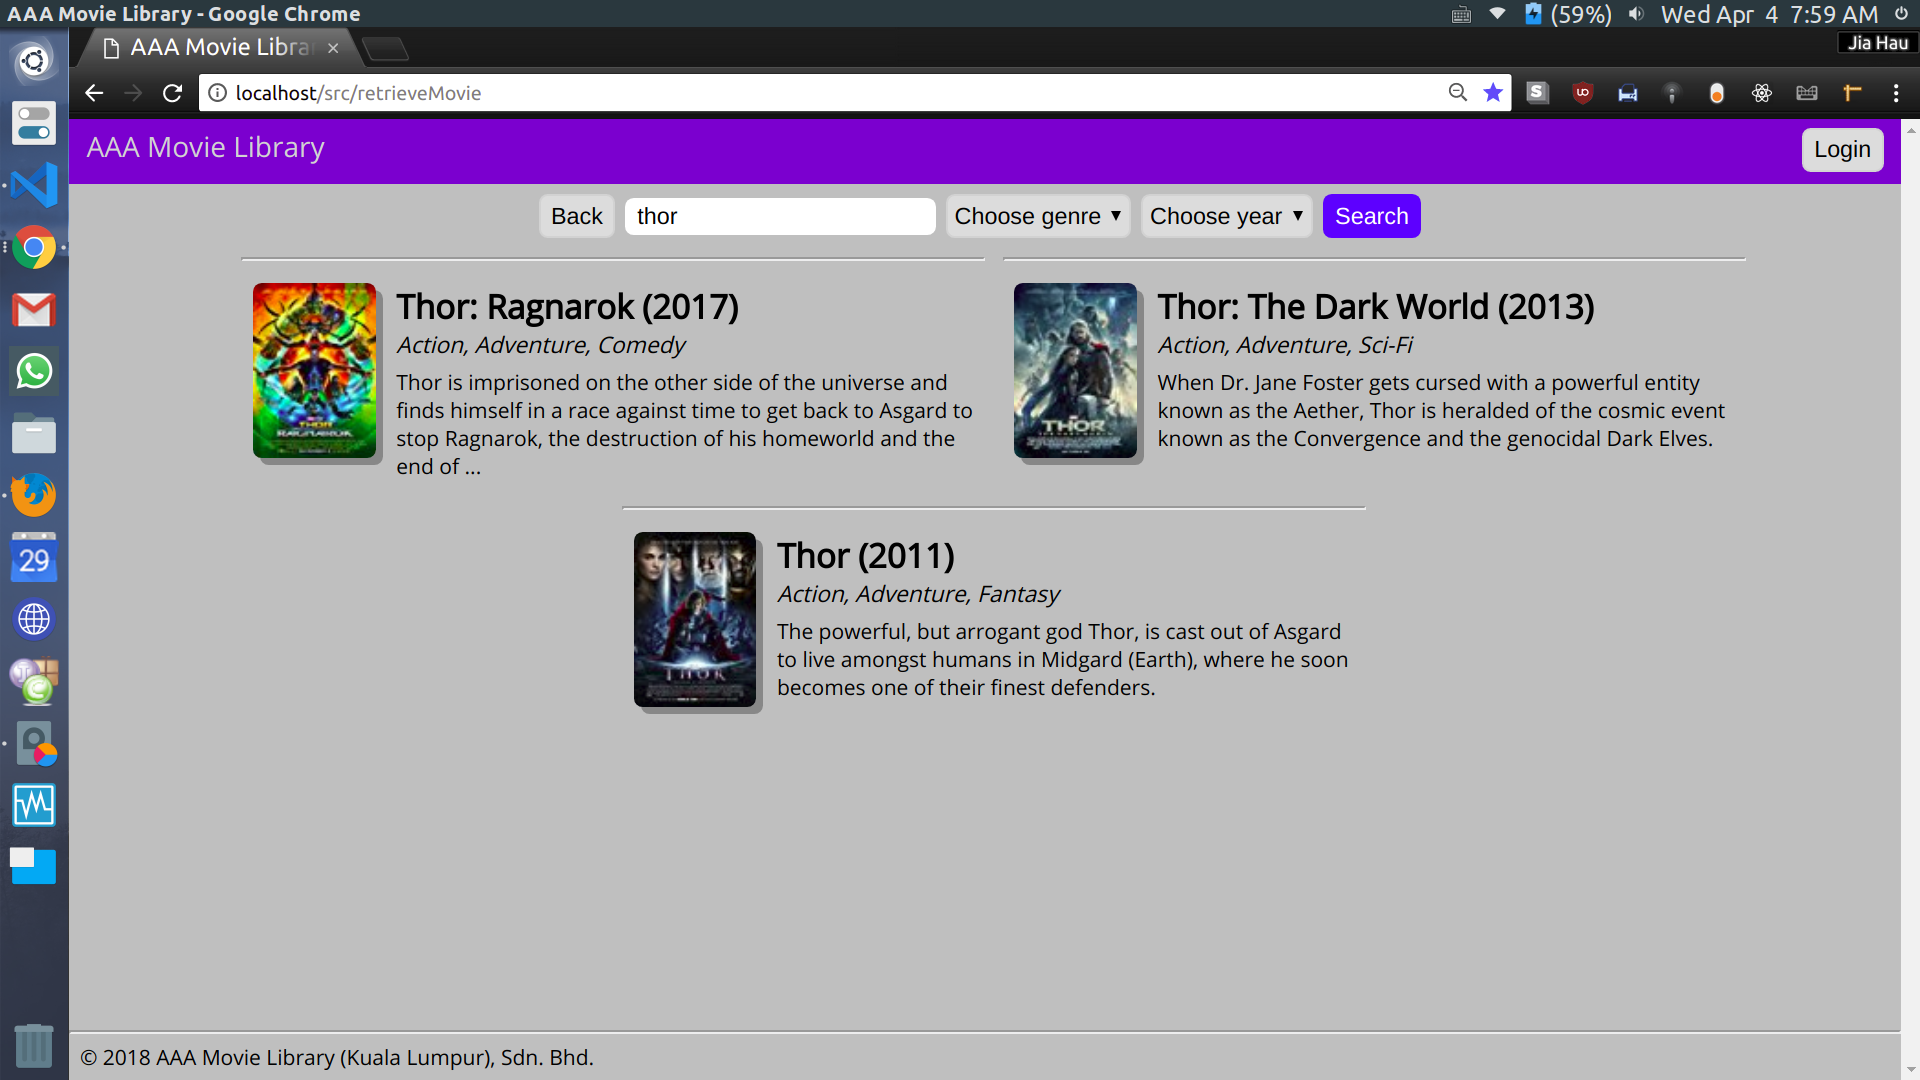 AAA Movie Library - Google Chrome
(59%) Wed Apr 4 7:59 AM
AAA Movie Libra
Jia Hau
localhost/src/retrieveMovie
AAA Movie Library
Login
Back thor Choose genre Choose year Search
Thor: Ragnarok (2017)
Action, Adventure, Comedy
Thor is imprisoned on the other side of the universe and
finds himself in a race against time to get back to Asgard to
stop Ragnarok, the destruction of his homeworld and the
end of ...
THOR
RAGNAROK
Thor: The Dark World (2013)
Action, Adventure, Sci-Fi
When Dr. Jane Foster gets cursed with a powerful entity
known as the Aether, Thor is heralded of the cosmic event
known as the Convergence and the genocidal Dark Elves.
THOR
Thor (2011)
Action, Adventure, Fantasy
The powerful, but arrogant god Thor, is cast out of Asgard
to live amongst humans in Midgard (Earth), where he soon
becomes one of their finest defenders.
THOR
29
© 2018 AAA Movie Library (Kuala Lumpur), Sdn. Bhd.